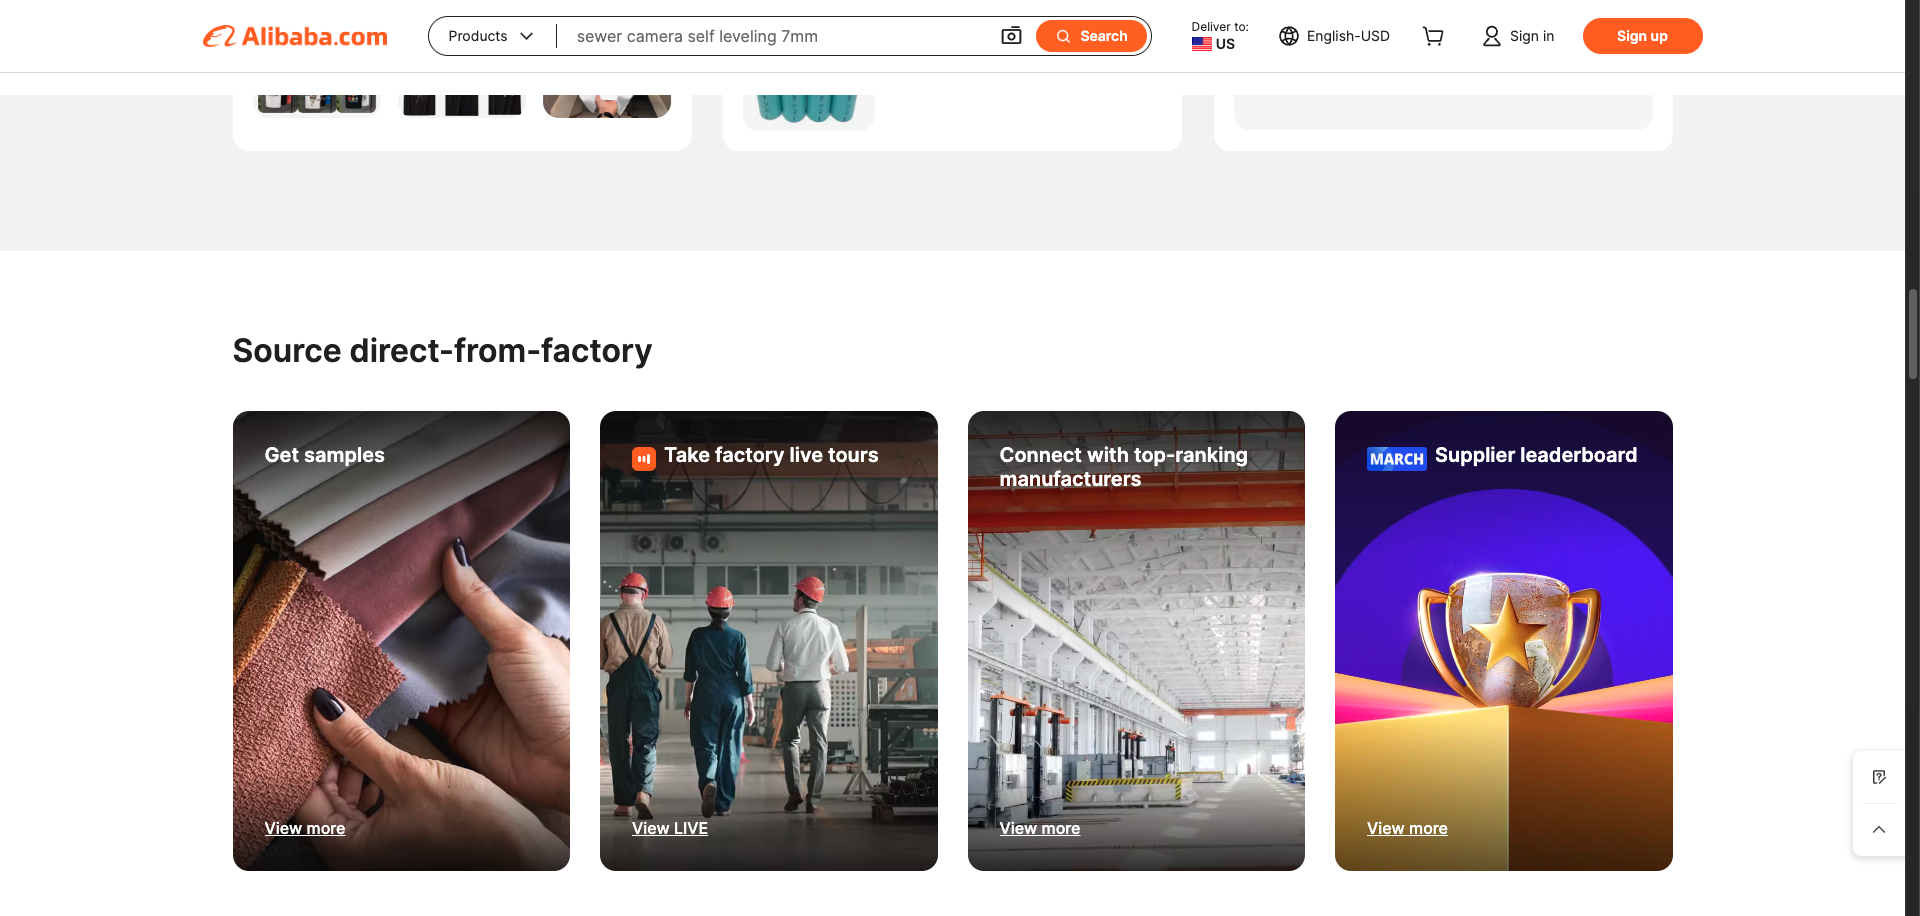 Alibaba.com
Products
sewer camera self leveling 7mm
Search
Deliver to:
US
English-USD
Sign in
Sign up
Source direct-from-factory
Get samples
View more
Take factory live tours
View LIVE
Connect with top-ranking
manufacturers
View more
MARCH Supplier leaderboard
View more